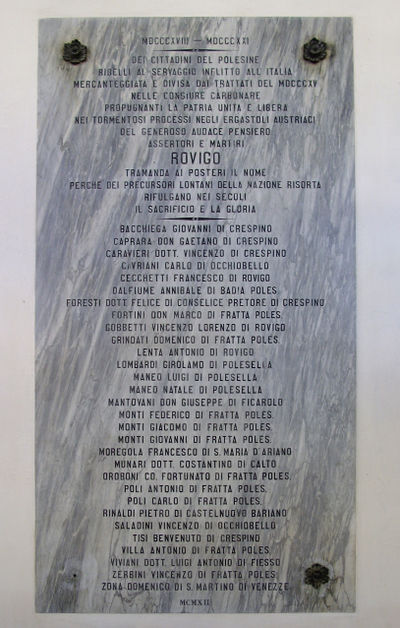 MDCCCXVIII — MDCCCXXI
DEI CITTADINI DEL POLESINE
RIBELLI AL SERVAGGIO INFLITTO ALL ITALIA
MERCANTEGGIATA E DIVISA DAI TRATTATI DEL MDCCCXV
NELLE CONGIURE CARBONARE
PROPUGNANTI LA PATRIA UNITA E LIBERA
NEI TORMENTOSI PROCESSI NEGLI ERGASTOLI AUSTRIACI
DEL GENEROSO AUDACE PENSIERO
ASSERTORI E MARTIRI
ROVIGO
TRAMANDA AI POSTERI IL NOME
PERCHÈ DEI PRECURSORI LONTANI DELLA NAZIONE RISORTA
RIFULGANO NEI SECOLI
IL SACRIFICIO E LA GLORIA
BACCHIEGA GIOVANNI DI CRESPINO
CAPRARA DON GAETANO DI CRESPINO
CARAVIERI DOTT. VINCENZO DI CRESPINO
CAVRIANI CARLO DI OCCHIOBELLO
CECCHETTI FRANCESCO DI ROVIGO
DALFIUME ANNIBALE DI BADIA POLES.
FORESTI DOTT FELICE DI CONSELICE PRETORE DI CRESPINO
FORTINI DON MARCO DI FRATTA POLES.
GOBBETTI VINCENZO LORENZO DI ROVIGO
GRINDATI DOMENICO DI FRATTA POLES.
LENTA ANTONIO DI ROVIGO
LOMBARDI GIROLAMO DI POLESELLA
MANEO LUIGI DI POLESELLA
MANEO NATALE DI POLESELLA
MANTOVANI DON GIUSEPPE DI FICAROLO
MONTI FEDERICO DI FRATTA POLES.
MONTI GIACOMO DI FRATTA POLES.
MONTI GIOVANNI DI FRATTA POLES.
MOREGOLA FRANCESCO DI S. MARIA D'ARIANO
MUNARI DOTT. COSTANTINO DI CALTO
OROBONI CO. FORTUNATO DI FRATTA POLES.
POLI ANTONIO DI FRATTA POLES.
POLI CARLO DI FRATTA POLES.
RINALDI PIETRO DI CASTELNUOVO BARIANO
SALADINI VINCENZO DI OCCHIOBELLO
TISI BENVENUTO DI CRESPINO
VILLA ANTONIO DI FRATTA POLES.
VIVIANI DOTT. LUIGI ANTONIO DI FIESSO
ZERBINI VINCENZO DI FRATTA POLES.
ZONA DOMENICO DI S. MARTINO DI VENEZZE
MCMXII